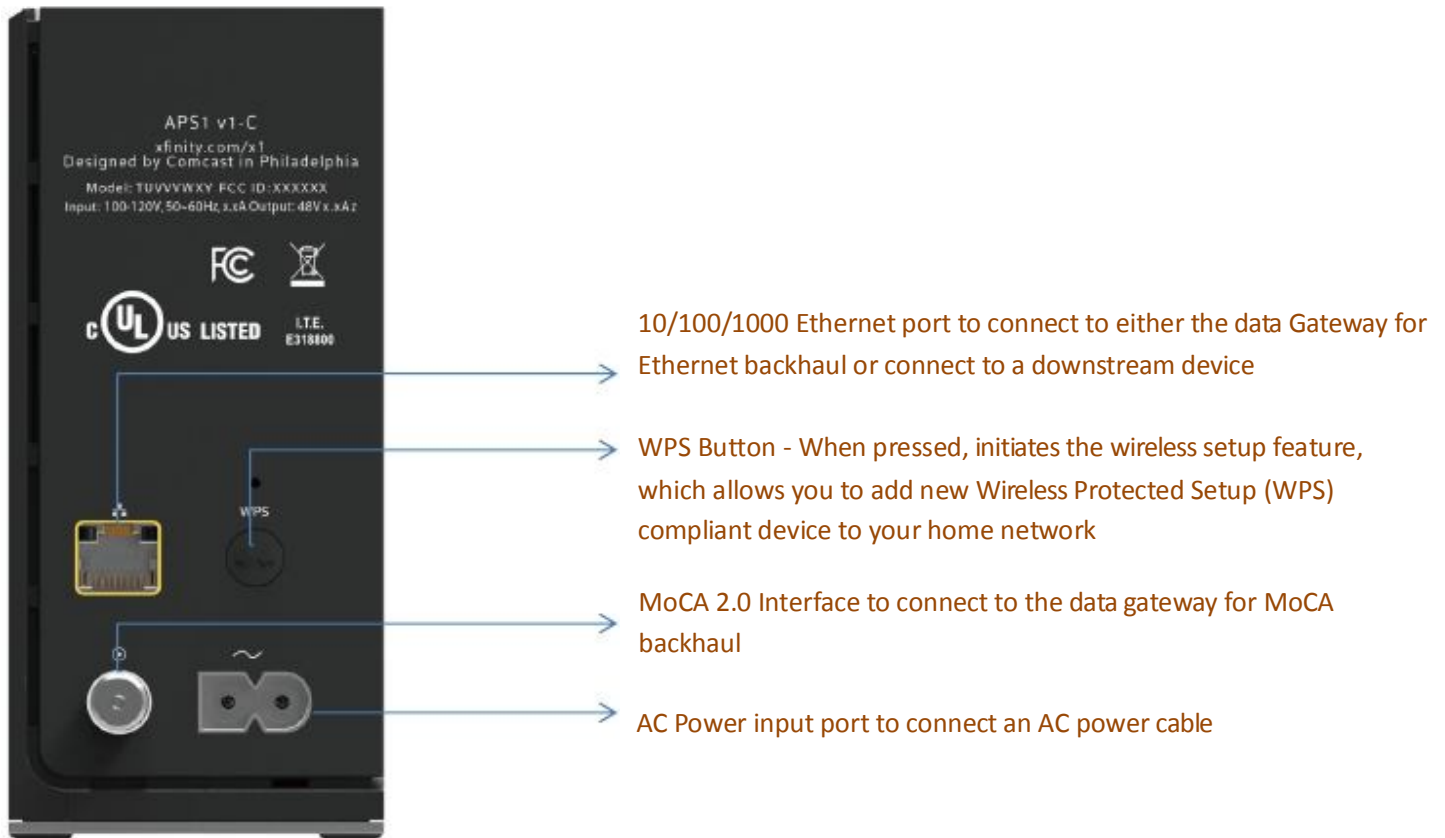 APS1 v1-C
xfinity.com/x1
Designed by Comcast in Philadelphia
Model: TUVVVWXY FCC ID:XXXXXX
Input: 100-120V, 50~60Hz, x.xA Output: 48V x.xAz
FC
C UL US LISTED
I.T.E.
E318800
WPS
10/100/1000 Ethernet port to connect to either the data Gateway for
Ethernet backhaul or connect to a downstream device
WPS Button - When pressed, initiates the wireless setup feature,
which allows you to add new Wireless Protected Setup (WPS)
compliant device to your home network
MoCA 2.0 Interface to connect to the data gateway for MoCA
backhaul
AC Power input port to connect an AC power cable